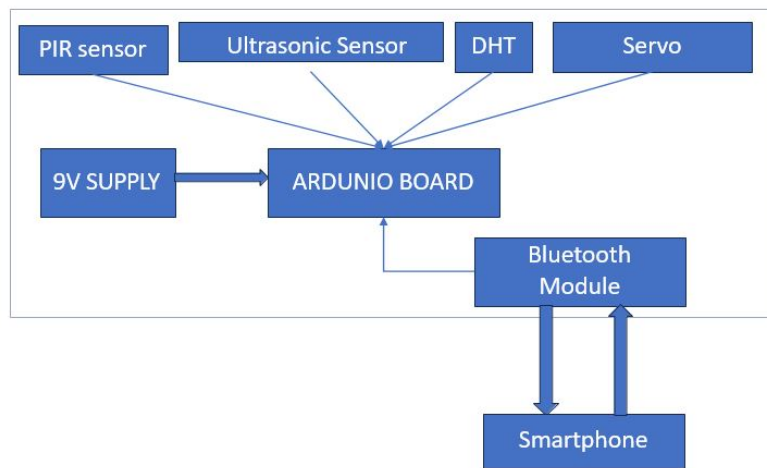 PIR sensor
Ultrasonic Sensor
DHT
Servo
9V SUPPLY
ARDUNIO BOARD
Bluetooth
Module
Smartphone